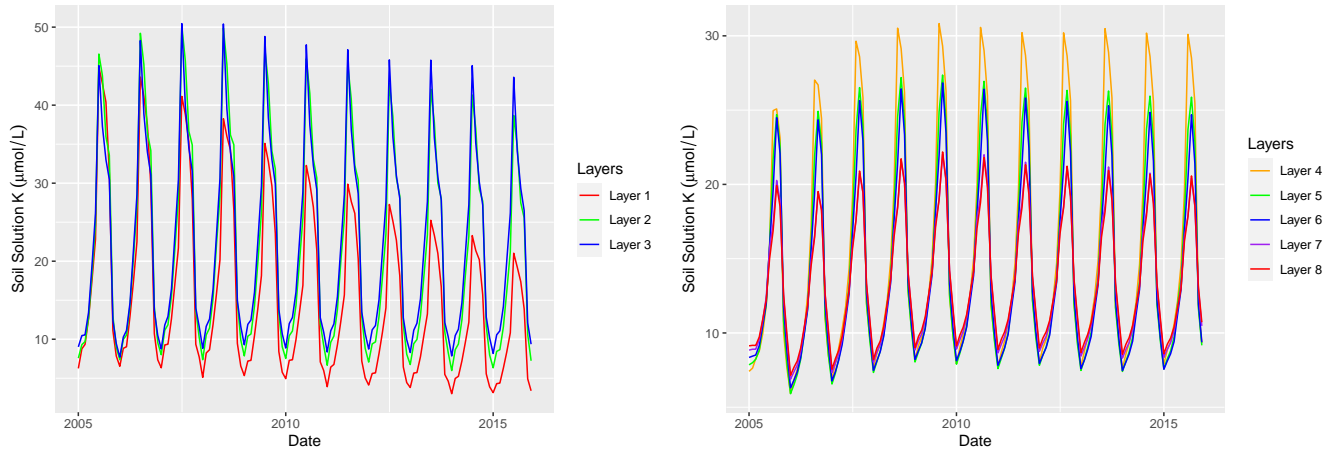 Soil Solution K (µmol/L)
50
40
30
20
10
2005
2010
2015
Date
Layers
Layer 1
Layer 2
Layer 3
Soil Solution K (µmol/L)
30
20
10
2005
2010
2015
Date
Layers
Layer 4
Layer 5
Layer 6
Layer 7
Layer 8